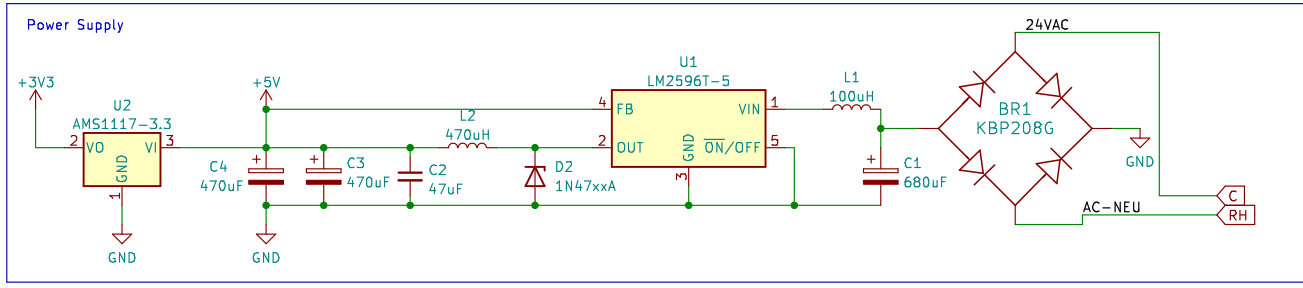 Power Supply
24VAC
U1
LM2596T-5
+3V3
+5V
L1
100uH
U2
AMS1117-3.3
4
FB
VIN
1
BR1
KBP208G
L2
470uH
2
VO
VI
3
GND
1
2
OUT
GND
3
ON/OFF
5
GND
C4
470uF
C3
470uF
C2
47uF
D2
1N47xxA
C1
680uF
C
AC-NEU
RH
GND
GND
+
+
+